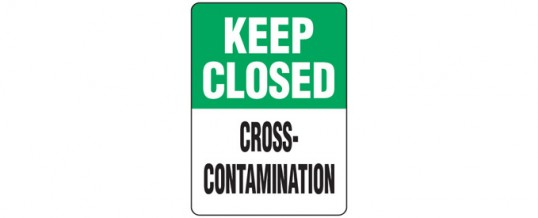 KEEP
CLOSED
CROSS-
CONTAMINATION